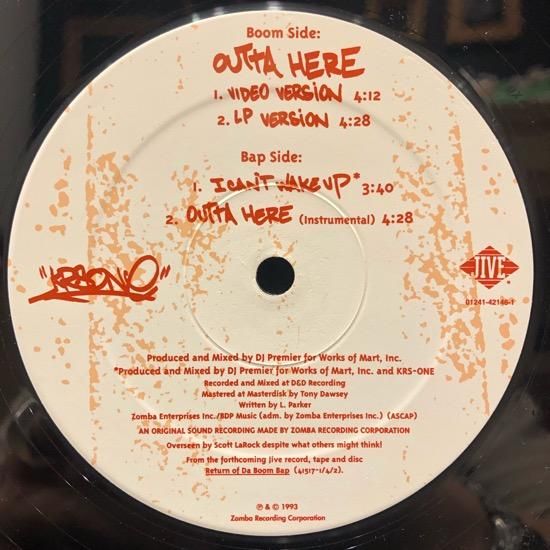 Boom Side:
OUTTA HERE
1. VIDEO VERSION 4:12
2. LP VERSION 4:28
Bap Side:
1. I CAN'T WAKE UP* 3:40
2. OUTTA HERE (Instrumental) 4:28
"KRS-ONE"
JIVE
01241-42146-1
Produced and Mixed by DJ Premier for Works of Mart, Inc.
*Produced and Mixed by DJ Premier for Works of Mart, Inc. and KRS-ONE
Recorded and Mixed at D&D Recording
Mastered at Masterdisk by Tony Dawsey
Written by L. Parker
Zomba Enterprises Inc./BDP Music (adm. by Zomba Enterprises Inc.) (ASCAP)
AN ORIGINAL SOUND RECORDING MADE BY ZOMBA RECORDING CORPORATION
Overseen by Scott LaRock despite what others might think!
From the forthcoming Jive record, tape and disc
Return of Da Boom Bap (41517-1/4/2).
℗ & © 1993
Zomba Recording Corporation